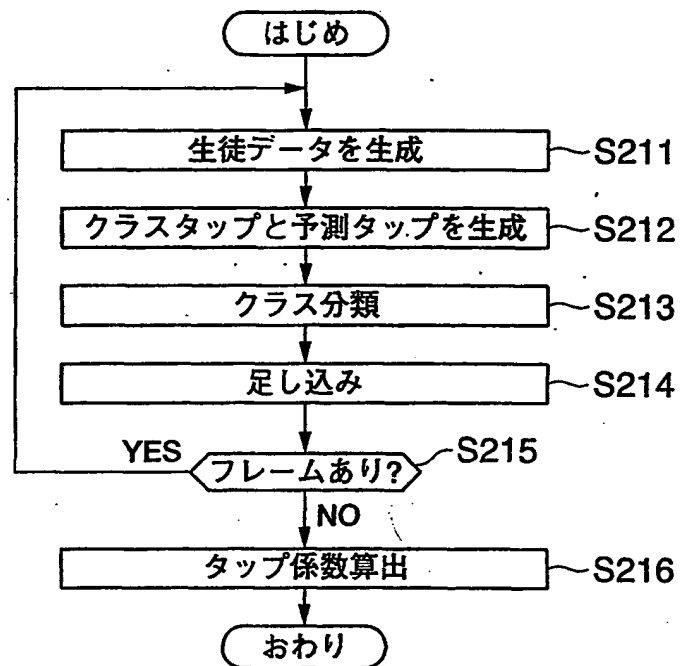 はじめ
生徒データを生成 S211
クラスタップと予測タップを生成 S212
クラス分類 S213
足し込み S214
YES フレームあり? S215
NO
タップ係数算出 S216
おわり